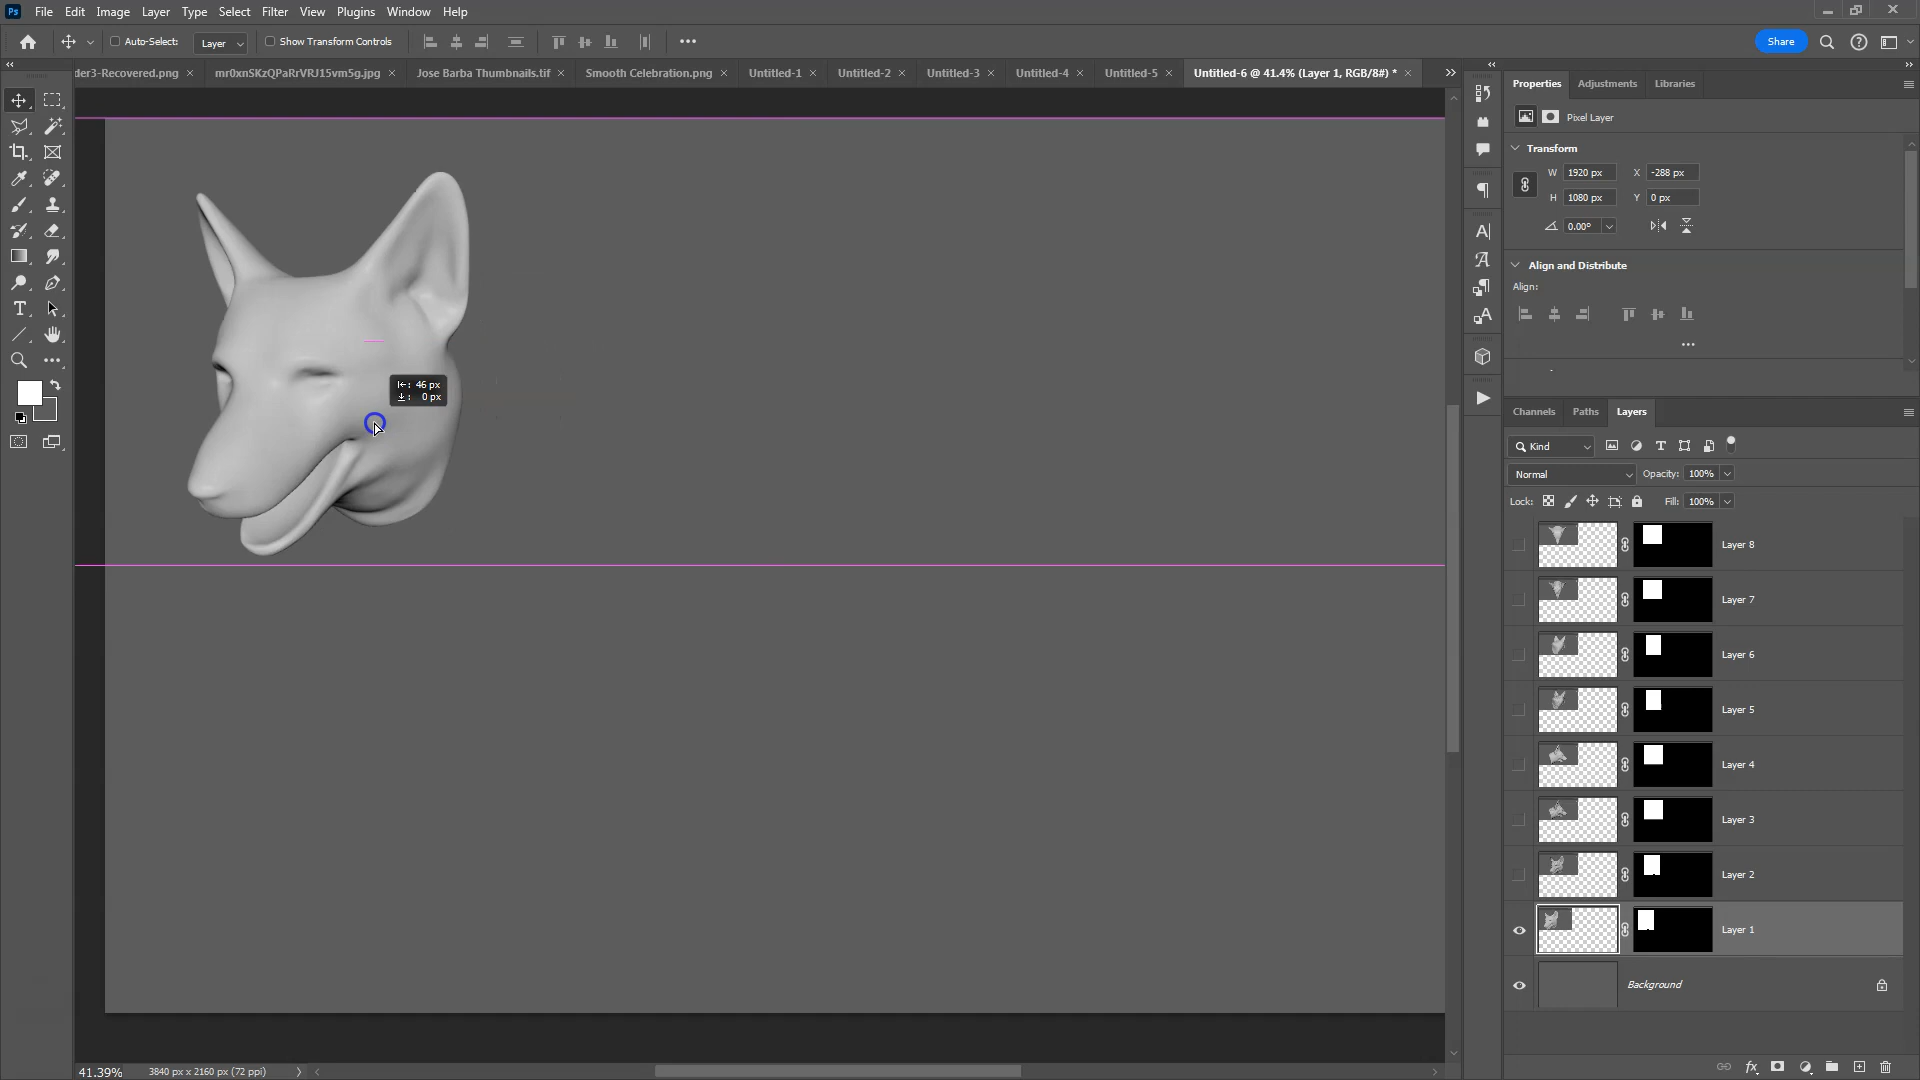 Ps File Edit Image Layer Type Select Filter View Plugins Window Help
Auto-Select: Layer Show Transform Controls Share
der3-Recovered.png × mr0xnSKzQPaRrVRJ15vm5g.jpg × Jose Barba Thumbnails.tif × Smooth Celebration.png × Untitled-1 × Untitled-2 × Untitled-3 × Untitled-4 × Untitled-5 × Untitled-6 @ 41.4% (Layer 1, RGB/8#) * ×
Properties Adjustments Libraries
Pixel Layer
Transform
W 1920 px X -288 px
H 1080 px Y 0 px
0.00°
Align and Distribute
Align:
46 px
0 px
Channels Paths Layers
Kind
Normal Opacity: 100%
Lock: Fill: 100%
Layer 8
Layer 7
Layer 6
Layer 5
Layer 4
Layer 3
Layer 2
Layer 1
Background
41.39% 3840 px x 2160 px (72 ppi)